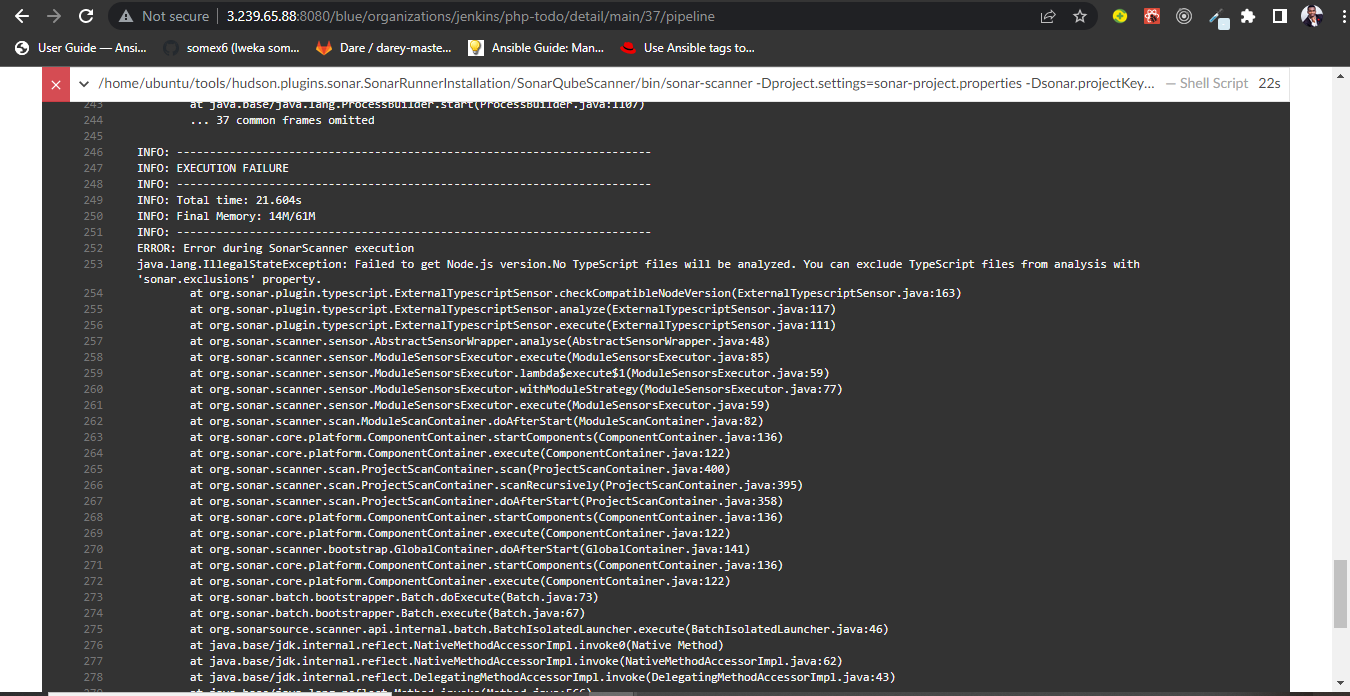 Not secure | 3.239.65.88:8080/blue/organizations/jenkins/php-todo/detail/main/37/pipeline
User Guide — Ansi... somex6 (Iweka som... Dare / darey-maste... Ansible Guide: Man... Use Ansible tags to...
/home/ubuntu/tools/hudson.plugins.sonar.SonarRunnerInstallation/SonarQubeScanner/bin/sonar-scanner -Dproject.settings=sonar-project.properties -Dsonar.projectKey... — Shell Script 22s
243 at java.base/java.lang.ProcessBuilder.start(ProcessBuilder.java:1107)
244 ... 37 common frames omitted
245
246 INFO: ------------------------------------------------------------------------
247 INFO: EXECUTION FAILURE
248 INFO: ------------------------------------------------------------------------
249 INFO: Total time: 21.604s
250 INFO: Final Memory: 14M/61M
251 INFO: ------------------------------------------------------------------------
252 ERROR: Error during SonarScanner execution
253 java.lang.IllegalStateException: Failed to get Node.js version.No TypeScript files will be analyzed. You can exclude TypeScript files from analysis with
'sonar.exclusions' property.
254 at org.sonar.plugin.typescript.ExternalTypescriptSensor.checkCompatibleNodeVersion(ExternalTypescriptSensor.java:163)
255 at org.sonar.plugin.typescript.ExternalTypescriptSensor.analyze(ExternalTypescriptSensor.java:117)
256 at org.sonar.plugin.typescript.ExternalTypescriptSensor.execute(ExternalTypescriptSensor.java:111)
257 at org.sonar.scanner.sensor.AbstractSensorWrapper.analyse(AbstractSensorWrapper.java:48)
258 at org.sonar.scanner.sensor.ModuleSensorsExecutor.execute(ModuleSensorsExecutor.java:85)
259 at org.sonar.scanner.sensor.ModuleSensorsExecutor.lambda$execute$1(ModuleSensorsExecutor.java:59)
260 at org.sonar.scanner.sensor.ModuleSensorsExecutor.withModuleStrategy(ModuleSensorsExecutor.java:77)
261 at org.sonar.scanner.sensor.ModuleSensorsExecutor.execute(ModuleSensorsExecutor.java:59)
262 at org.sonar.scanner.scan.ModuleScanContainer.doAfterStart(ModuleScanContainer.java:82)
263 at org.sonar.core.platform.ComponentContainer.startComponents(ComponentContainer.java:136)
264 at org.sonar.core.platform.ComponentContainer.execute(ComponentContainer.java:122)
265 at org.sonar.scanner.scan.ProjectScanContainer.scan(ProjectScanContainer.java:400)
266 at org.sonar.scanner.scan.ProjectScanContainer.scanRecursively(ProjectScanContainer.java:395)
267 at org.sonar.scanner.scan.ProjectScanContainer.doAfterStart(ProjectScanContainer.java:358)
268 at org.sonar.core.platform.ComponentContainer.startComponents(ComponentContainer.java:136)
269 at org.sonar.core.platform.ComponentContainer.execute(ComponentContainer.java:122)
270 at org.sonar.scanner.bootstrap.GlobalContainer.doAfterStart(GlobalContainer.java:141)
271 at org.sonar.core.platform.ComponentContainer.startComponents(ComponentContainer.java:136)
272 at org.sonar.core.platform.ComponentContainer.execute(ComponentContainer.java:122)
273 at org.sonar.batch.bootstrapper.Batch.doExecute(Batch.java:73)
274 at org.sonar.batch.bootstrapper.Batch.execute(Batch.java:67)
275 at org.sonarsource.scanner.api.internal.batch.BatchIsolatedLauncher.execute(BatchIsolatedLauncher.java:46)
276 at java.base/jdk.internal.reflect.NativeMethodAccessorImpl.invoke0(Native Method)
277 at java.base/jdk.internal.reflect.NativeMethodAccessorImpl.invoke(NativeMethodAccessorImpl.java:62)
278 at java.base/jdk.internal.reflect.DelegatingMethodAccessorImpl.invoke(DelegatingMethodAccessorImpl.java:43)